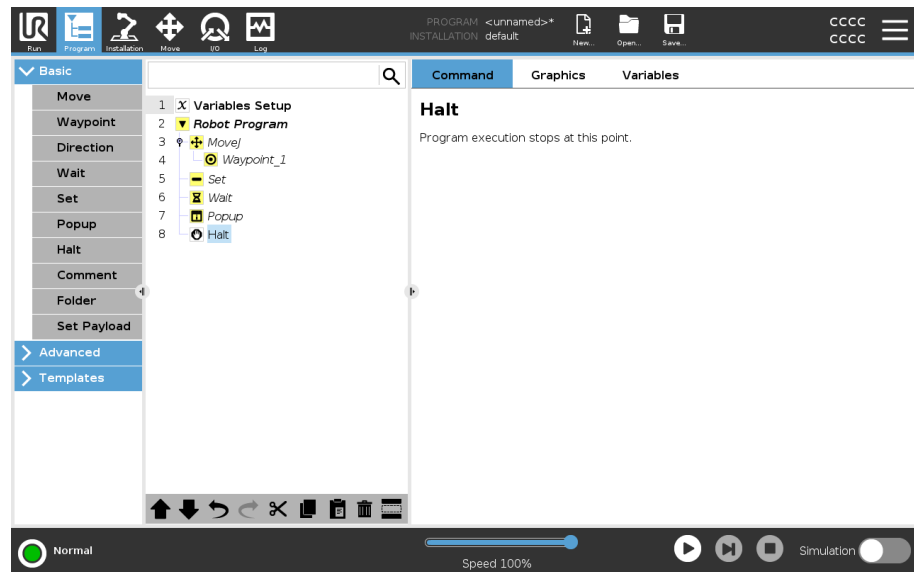 PROGRAM <unnamed>*
INSTALLATION default
CCCC
CCCC
Run Program Installation Move I/O Log New... Open... Save...
Basic
Move
Waypoint
Direction
Wait
Set
Popup
Halt
Comment
Folder
Set Payload
Advanced
Templates
1 X Variables Setup
2 Robot Program
3 MoveJ
4 Waypoint_1
5 Set
6 Wait
7 Popup
8 Halt
Command Graphics Variables
Halt
Program execution stops at this point.
Normal
Speed 100%
Simulation